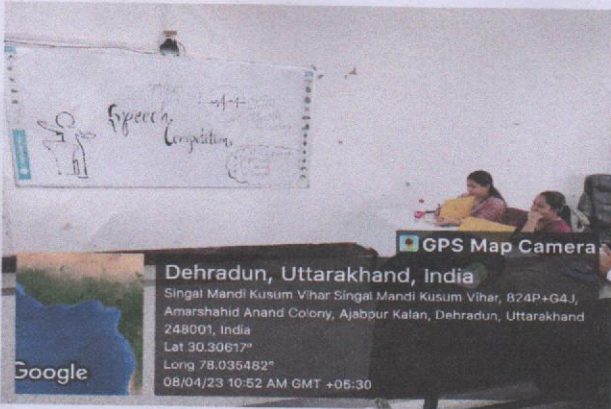 Speech
Competition
GPS Map Camera
Dehradun, Uttarakhand, India
Singal Mandi Kusum Vihar Singal Mandi Kusum Vihar, 824P+G4J,
Amarshahid Anand Colony, Ajabpur Kalan, Dehradun, Uttarakhand
248001, India
Lat 30.30617°
Long 78.035482°
08/04/23 10:52 AM GMT +05:30
Google